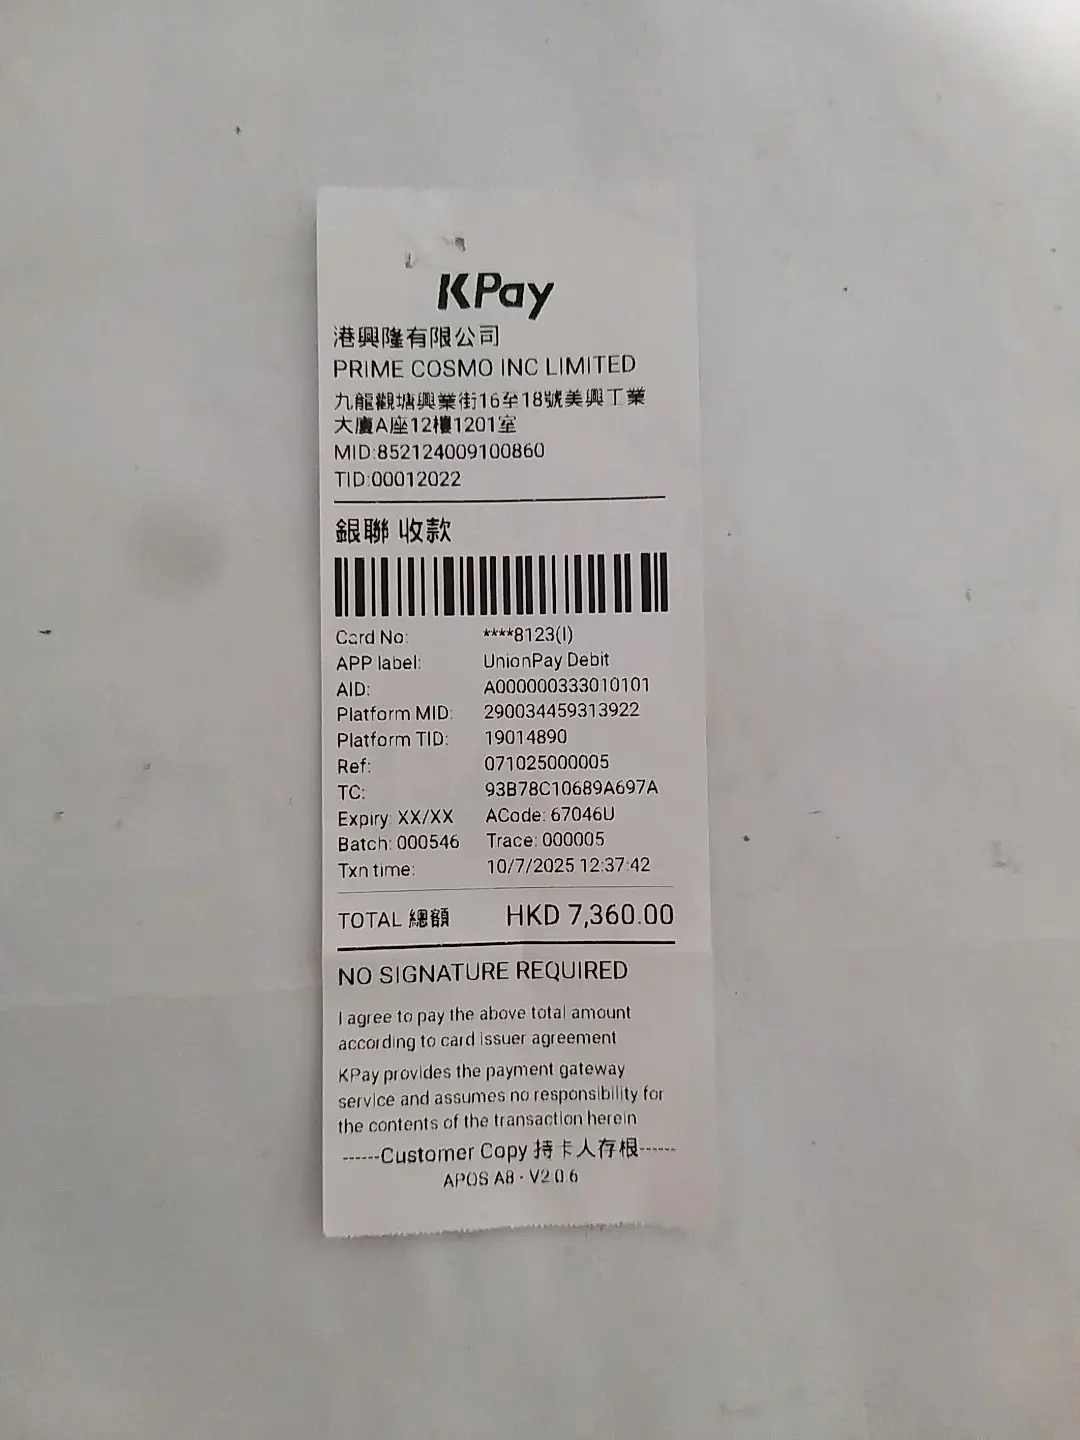 KPay
港興隆有限公司
PRIME COSMO INC LIMITED
九龍觀塘興業街16至18號美興工業
大廈A座12樓1201室
MID:852124009100860
TID:00012022
銀聯 收款
Card No: ****8123(I)
APP label: UnionPay Debit
AID: A000000333010101
Platform MID: 290034459313922
Platform TID: 19014890
Ref: 071025000005
TC: 93B78C10689A697A
Expiry: XX/XX ACode: 67046U
Batch: 000546 Trace: 000005
Txn time: 10/7/2025 12:37:42
TOTAL 總額 HKD 7,360.00
NO SIGNATURE REQUIRED
I agree to pay the above total amount
according to card issuer agreement
KPay provides the payment gateway
service and assumes no responsibility for
the contents of the transaction herein
------Customer Copy 持卡人存根------
APOS A8 - V2.0.6